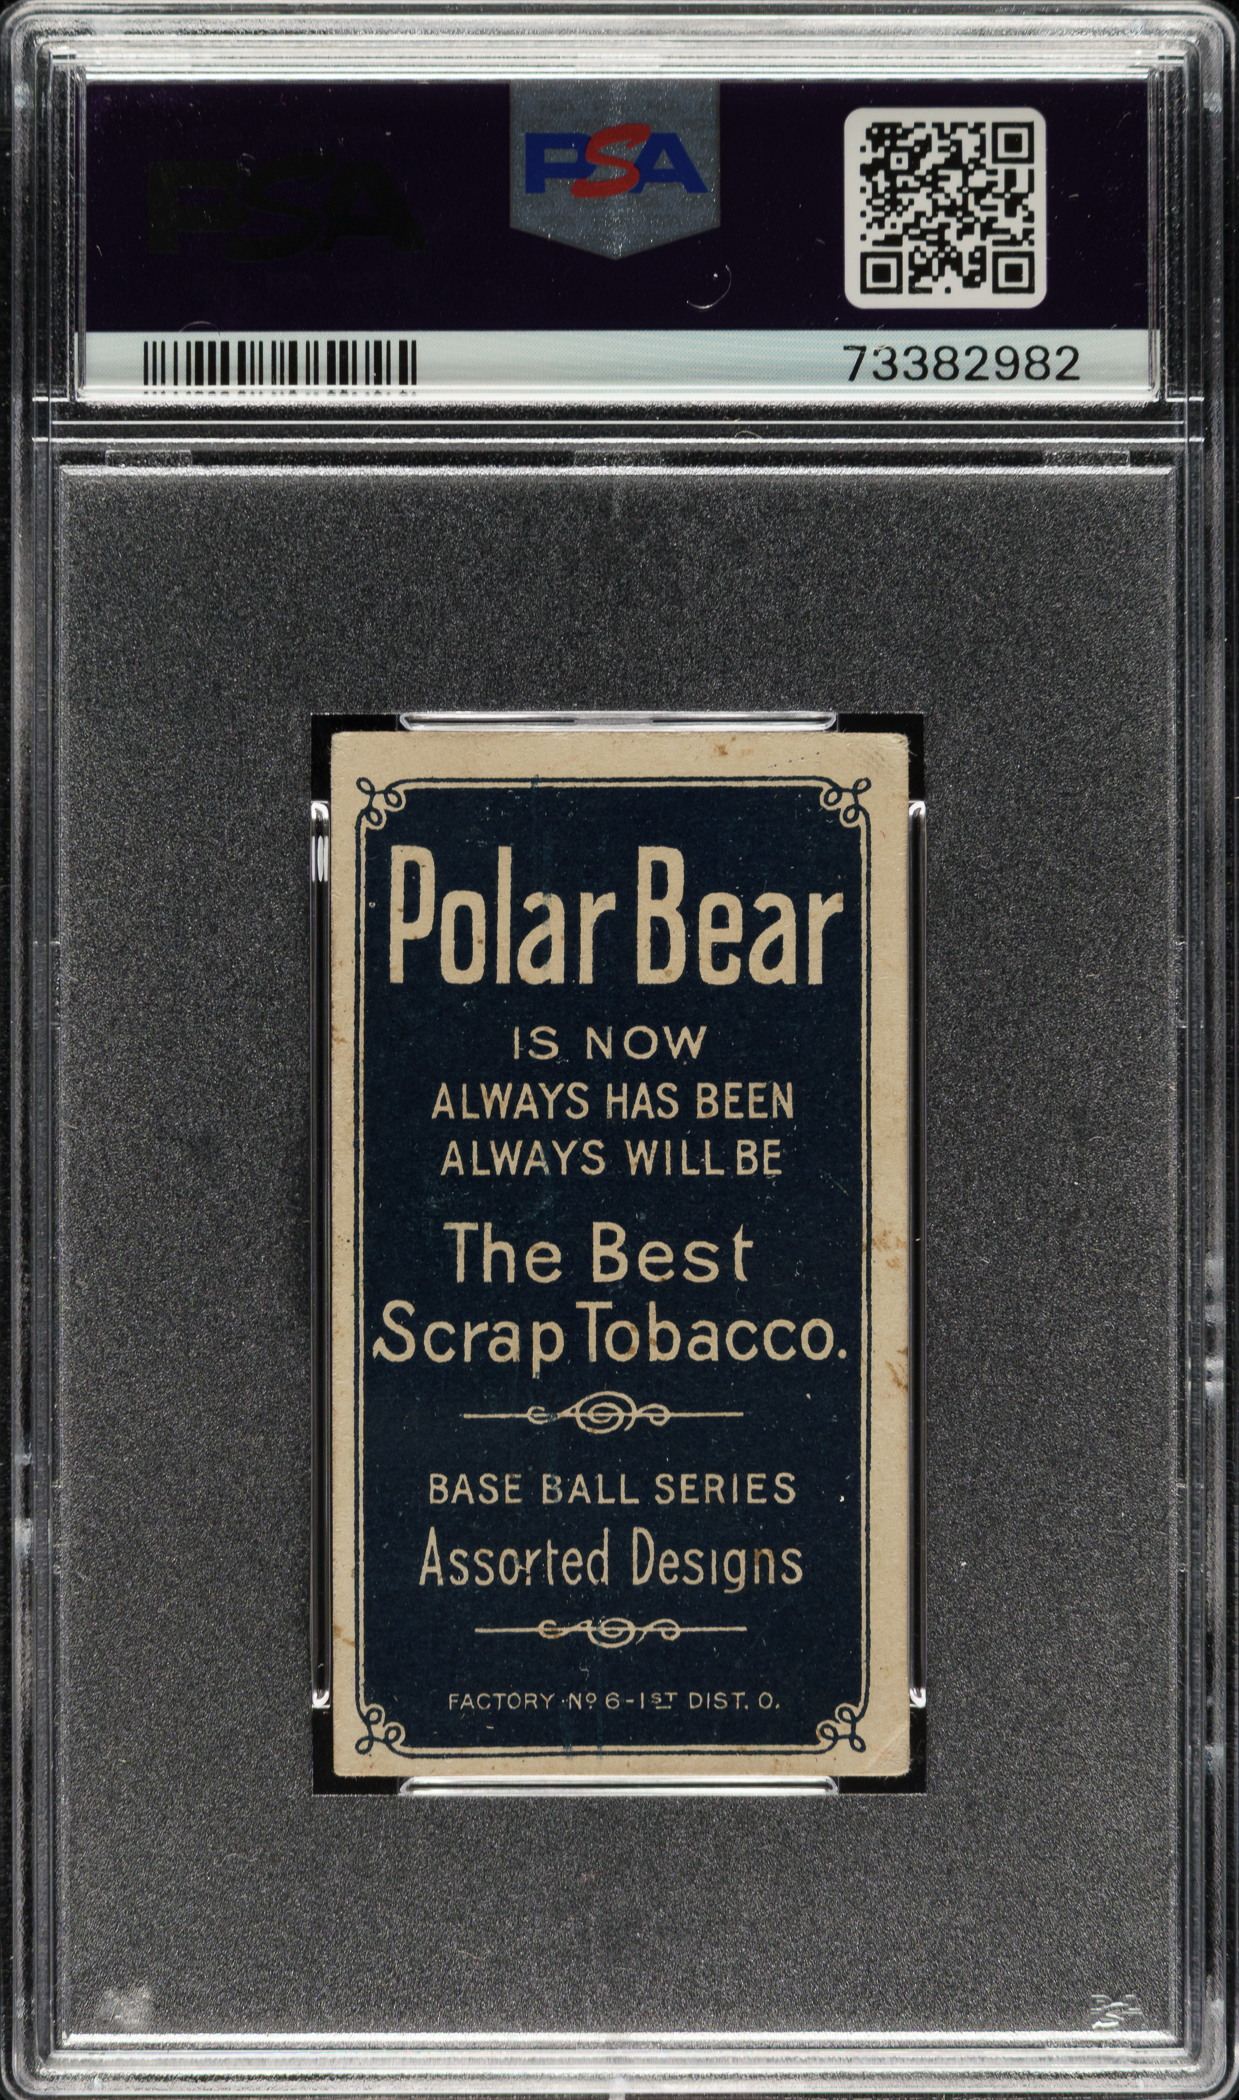 PSA
PSA
73382982
Polar Bear
IS NOW
ALWAYS HAS BEEN
ALWAYS WILL BE
The Best
Scrap Tobacco.
BASE BALL SERIES
Assorted Designs
FACTORY Nº 6-1ST DIST. O.
PSA